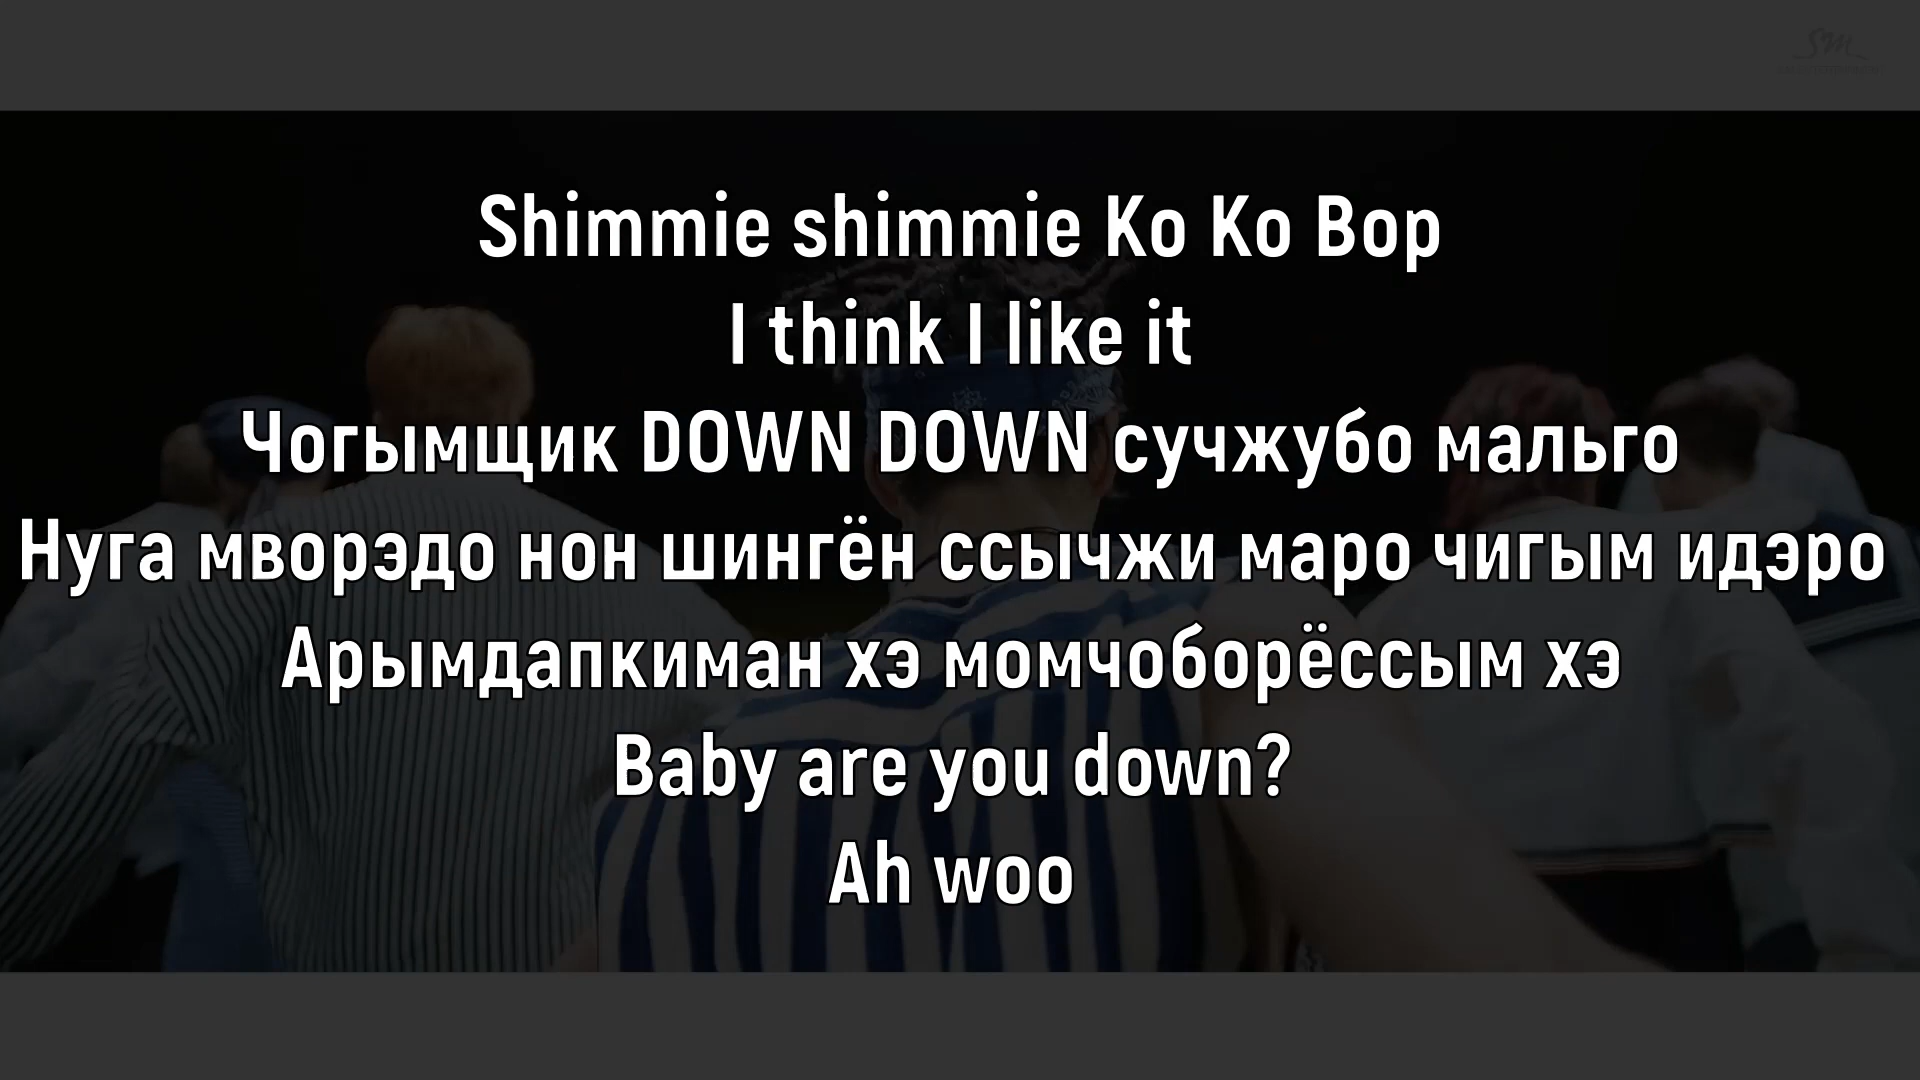 Shimmie shimmie Ko Ko Bop
I think I like it
Чогымщик DOWN DOWN сучжубо мальго
Нуга мворэдо нон шингён ссычжи маро чигым идэро
Арымдапкиман хэ момчоборёссым хэ
Baby are you down?
Ah woo
SM